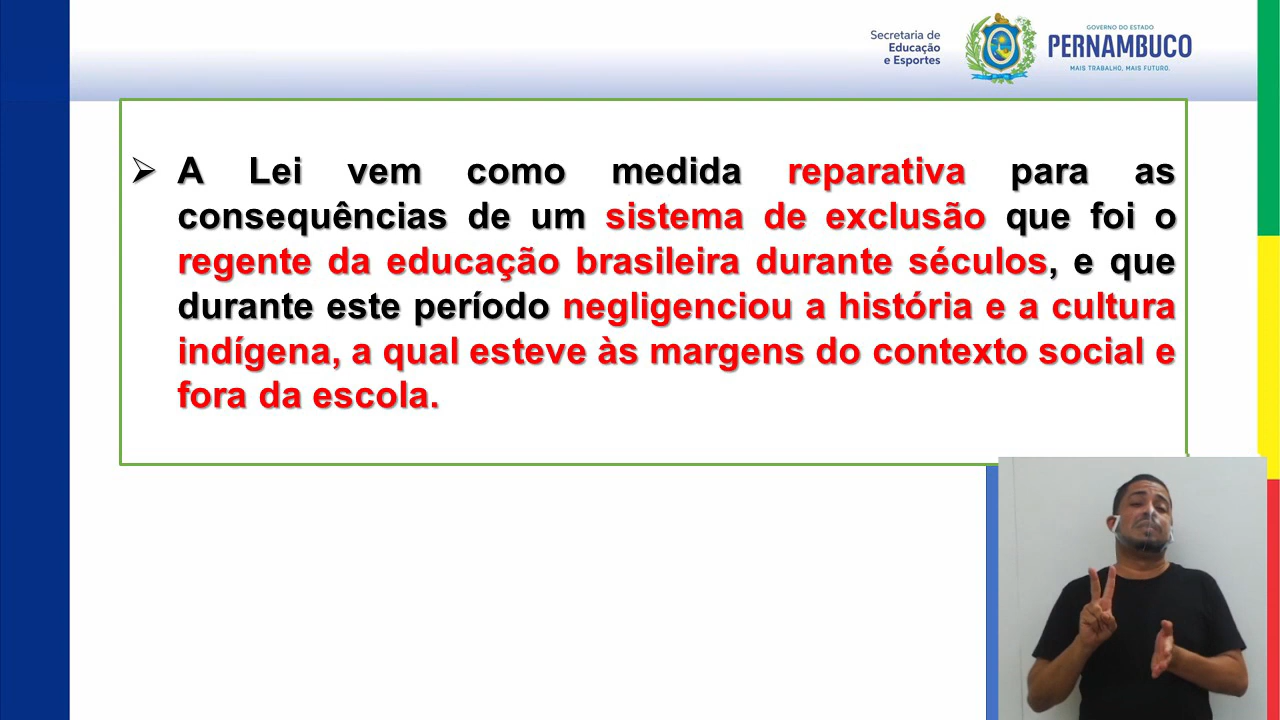 Secretaria de
Educação
e Esportes
GOVERNO DO ESTADO
PERNAMBUCO
MAIS TRABALHO, MAIS FUTURO.
A Lei vem como medida reparativa para as
consequências de um sistema de exclusão que foi o
regente da educação brasileira durante séculos, e que
durante este período negligenciou a história e a cultura
indígena, a qual esteve às margens do contexto social e
fora da escola.